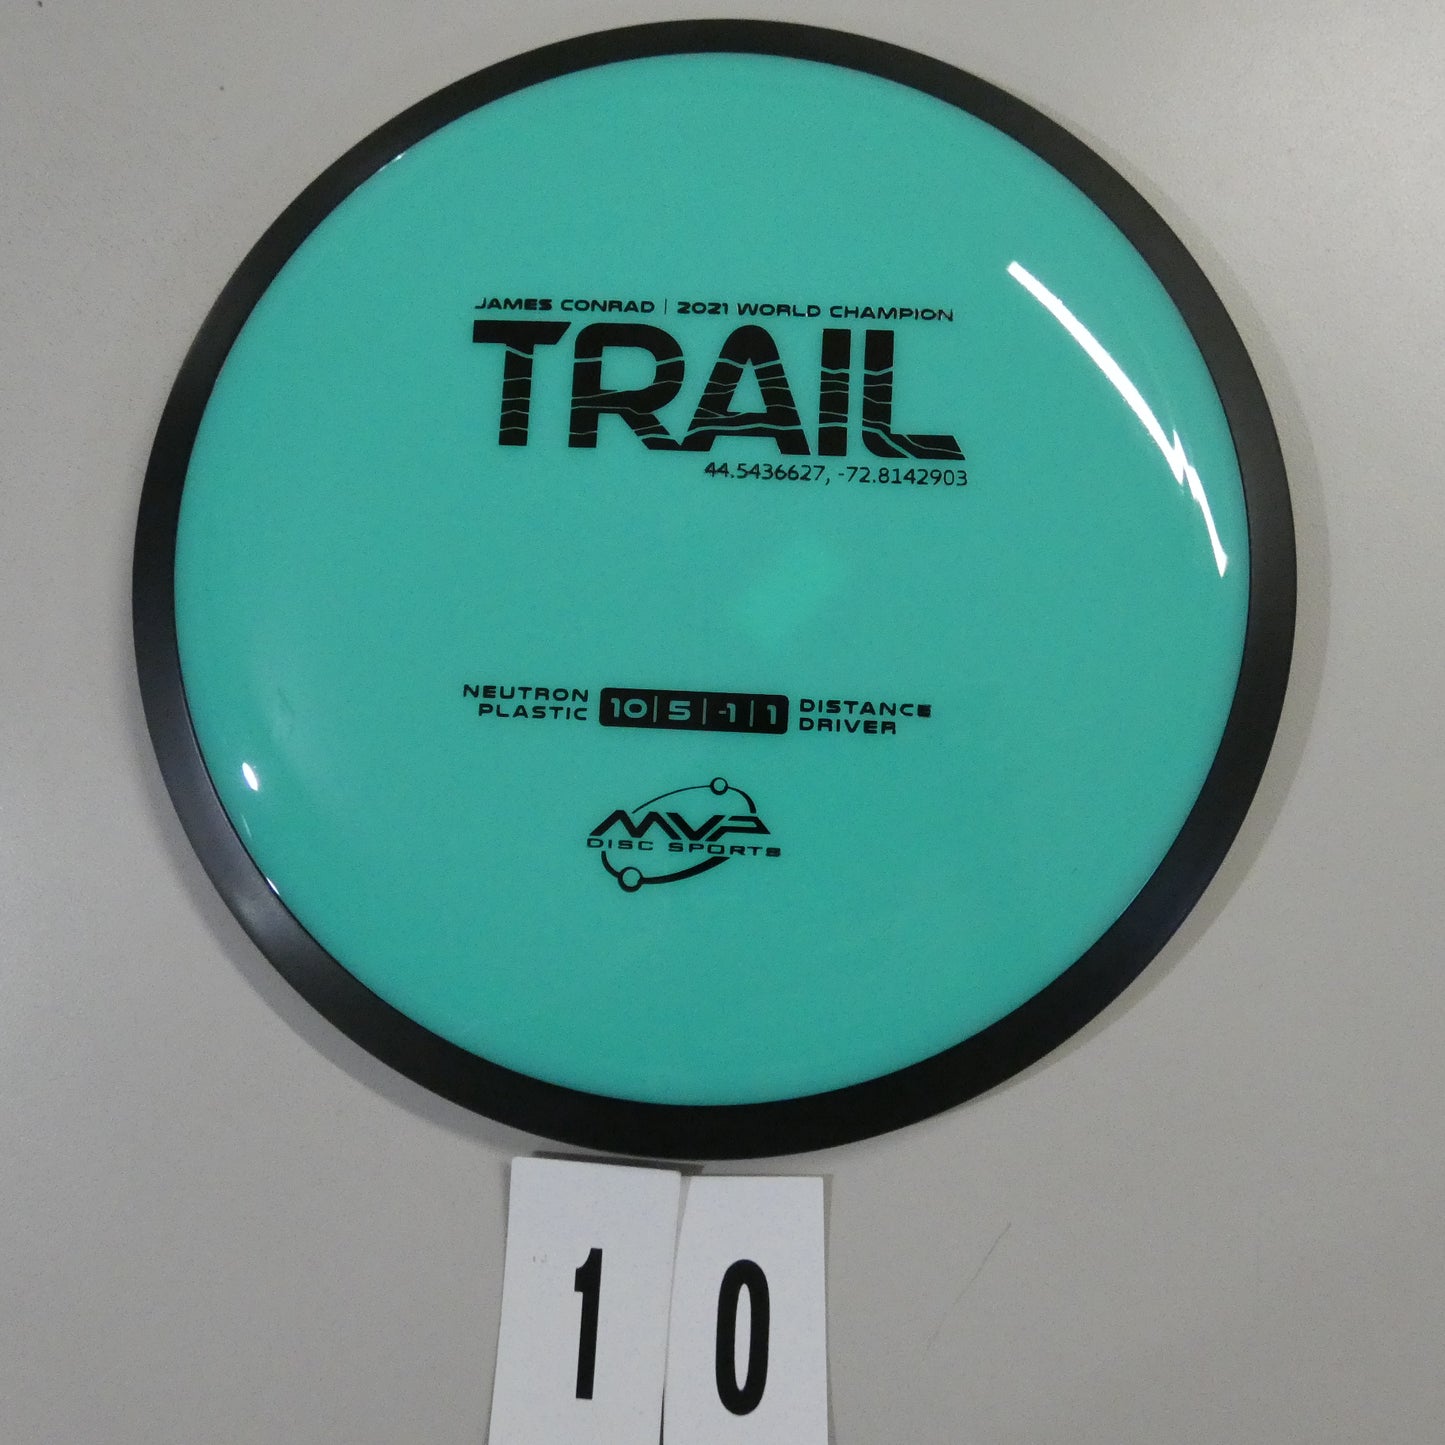 JAMES CONRAD | 2021 WORLD CHAMPION
TRAIL
44.5436627, -72.8142903
NEUTRON PLASTIC 10 | 5 | -1 | 1 DISTANCE DRIVER
MVP
DISC SPORTS
1 0